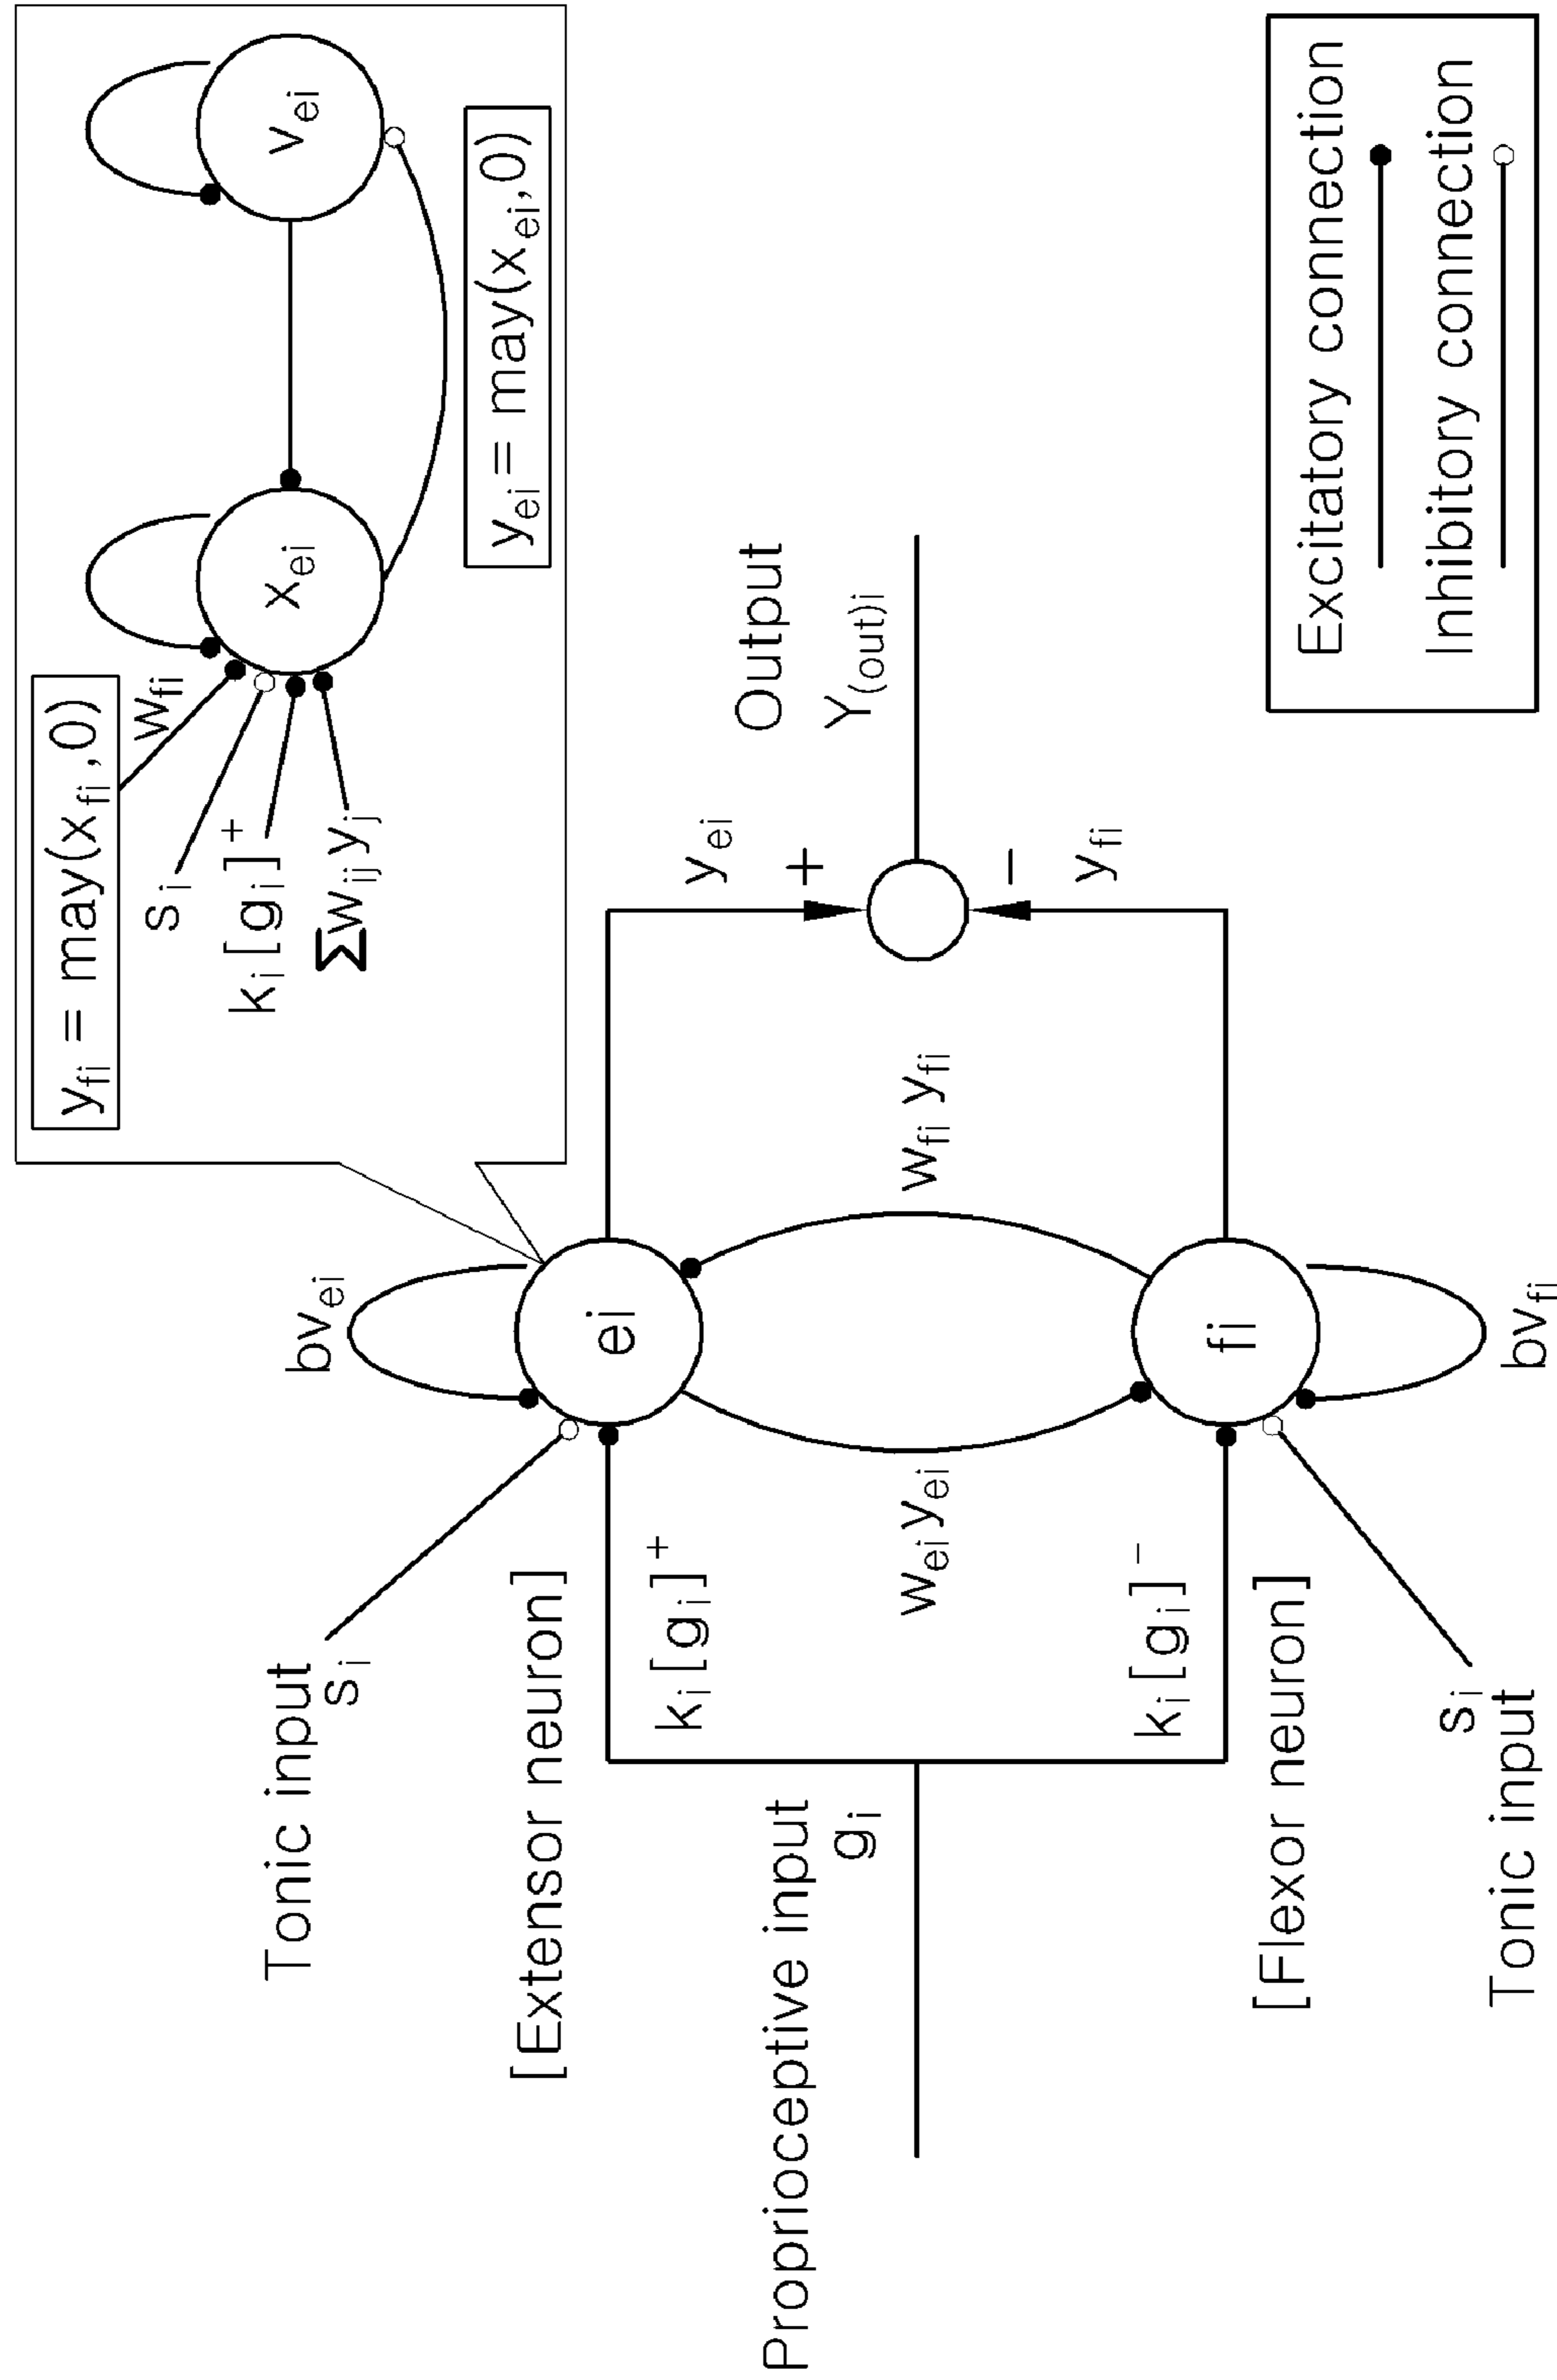 y_fi = may(x_fi,0)
w_fi
s_i
k_i[g_i]^+
Σw_ij y_j
x_ei
v_ei
y_ei = may(x_ei,0)
Tonic input
s_i
bv_ei
[Extensor neuron]
ei
k_i[g_i]^+
y_ei
+
Output
Y_(out)i
Proprioceptive input
g_i
w_ei y_ei
w_fi y_fi
−
y_fi
k_i[g_i]^−
[Flexor neuron]
fi
s_i
Tonic input
bv_fi
Excitatory connection
Inhibitory connection